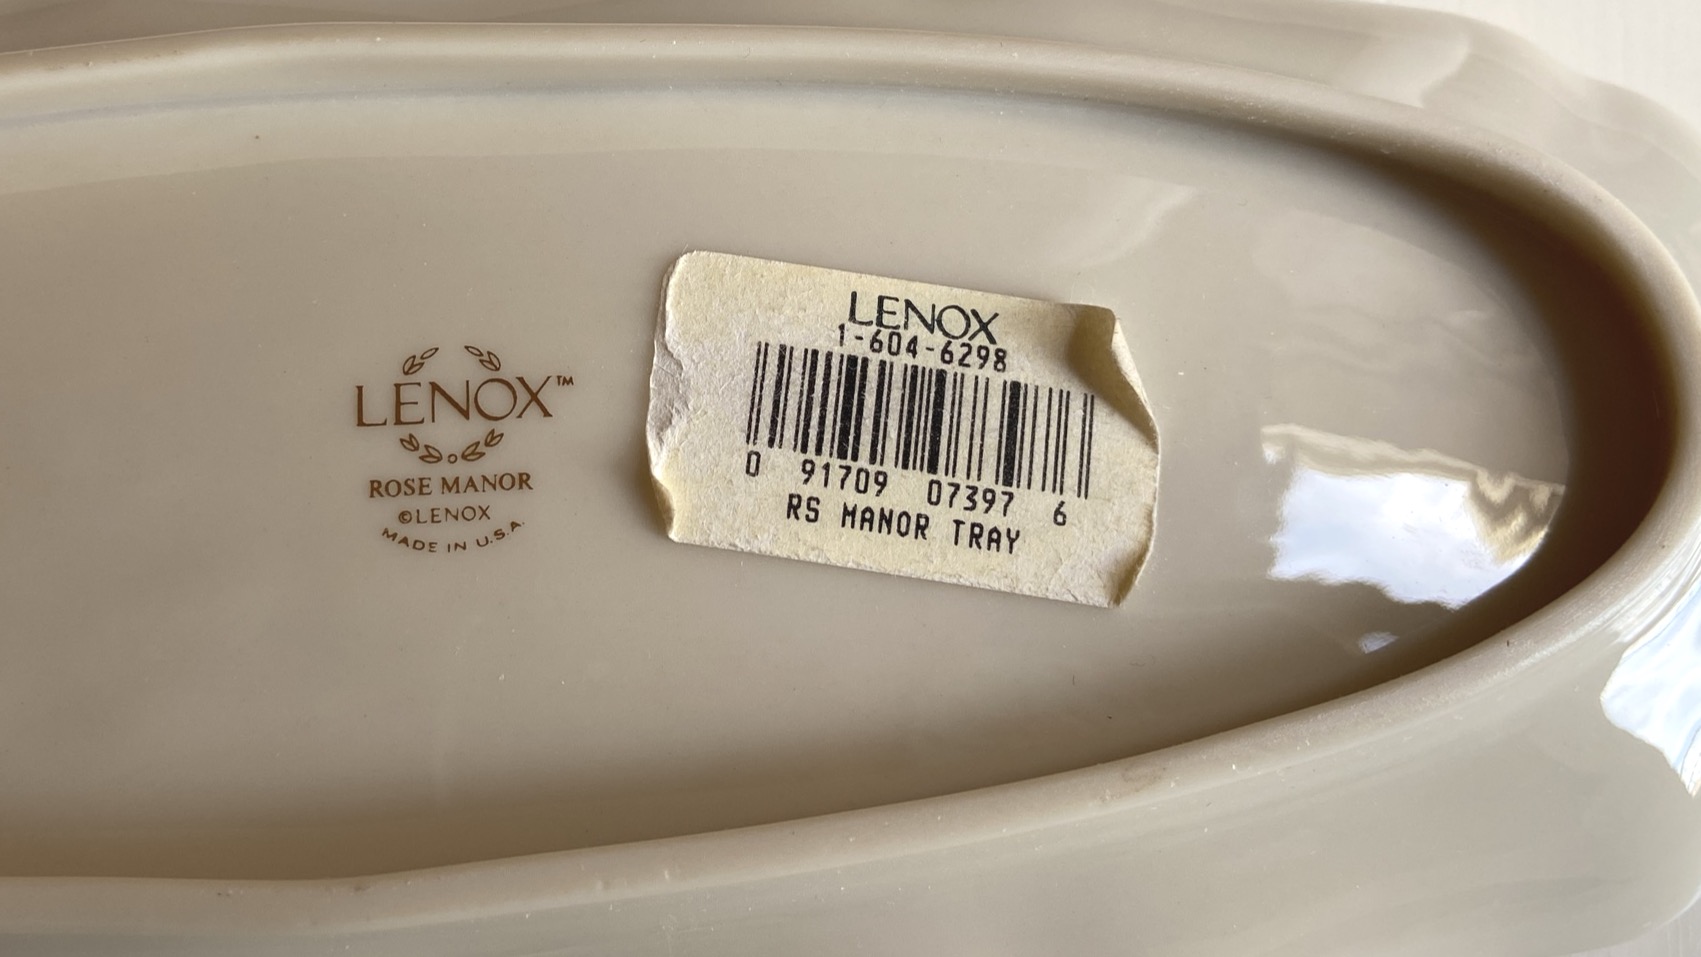 LENOX™
ROSE MANOR
©LENOX
MADE IN U.S.A.
LENOX
1-604-6298
0 91709 07397 6
RS MANOR TRAY